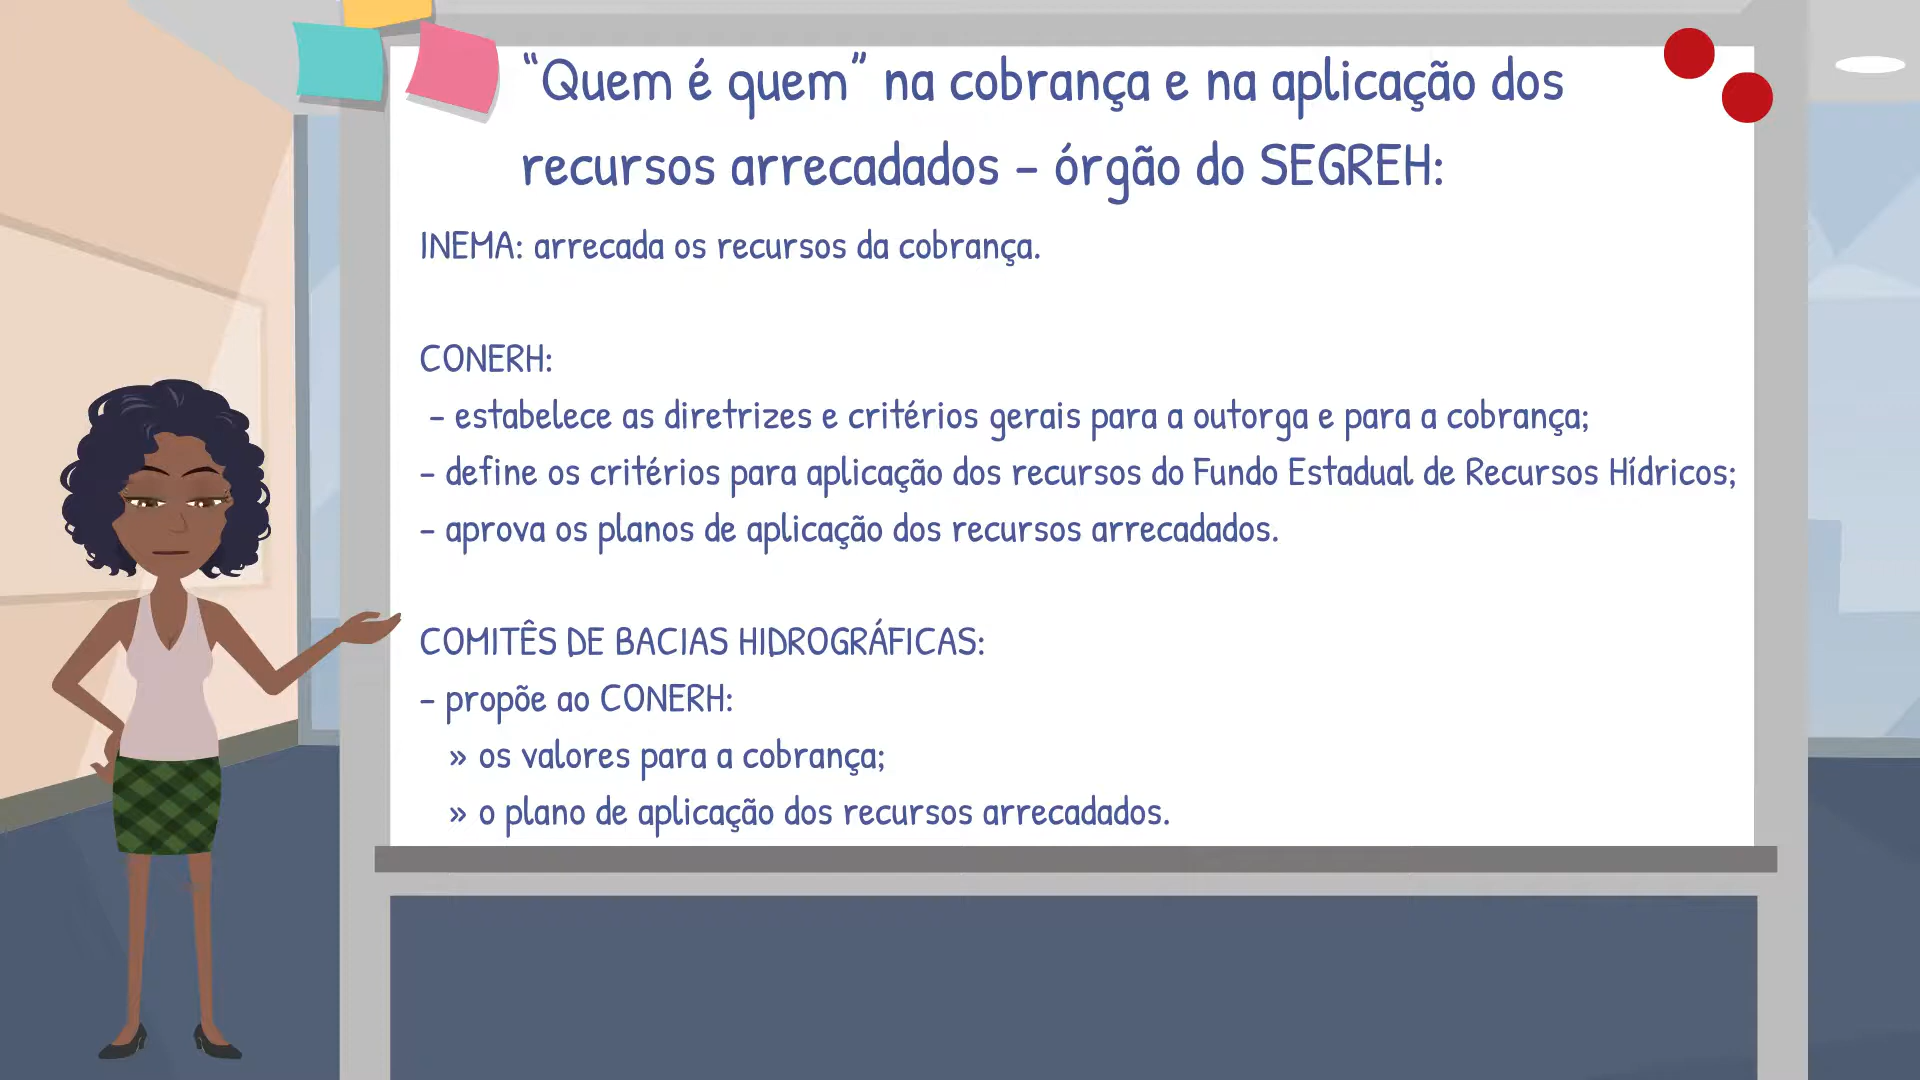 “Quem é quem” na cobrança e na aplicação dos
recursos arrecadados – órgão do SEGREH:
INEMA: arrecada os recursos da cobrança.
CONERH:
– estabelece as diretrizes e critérios gerais para a outorga e para a cobrança;
– define os critérios para aplicação dos recursos do Fundo Estadual de Recursos Hídricos;
– aprova os planos de aplicação dos recursos arrecadados.
COMITÊS DE BACIAS HIDROGRÁFICAS:
– propõe ao CONERH:
» os valores para a cobrança;
» o plano de aplicação dos recursos arrecadados.